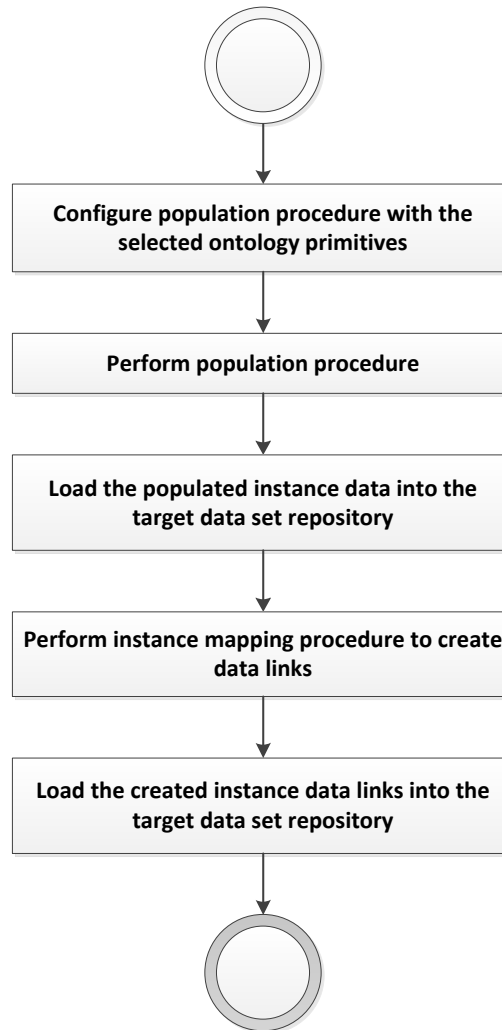 Configure population procedure with the
selected ontology primitives
Perform population procedure
Load the populated instance data into the
target data set repository
Perform instance mapping procedure to create
data links
Load the created instance data links into the
target data set repository